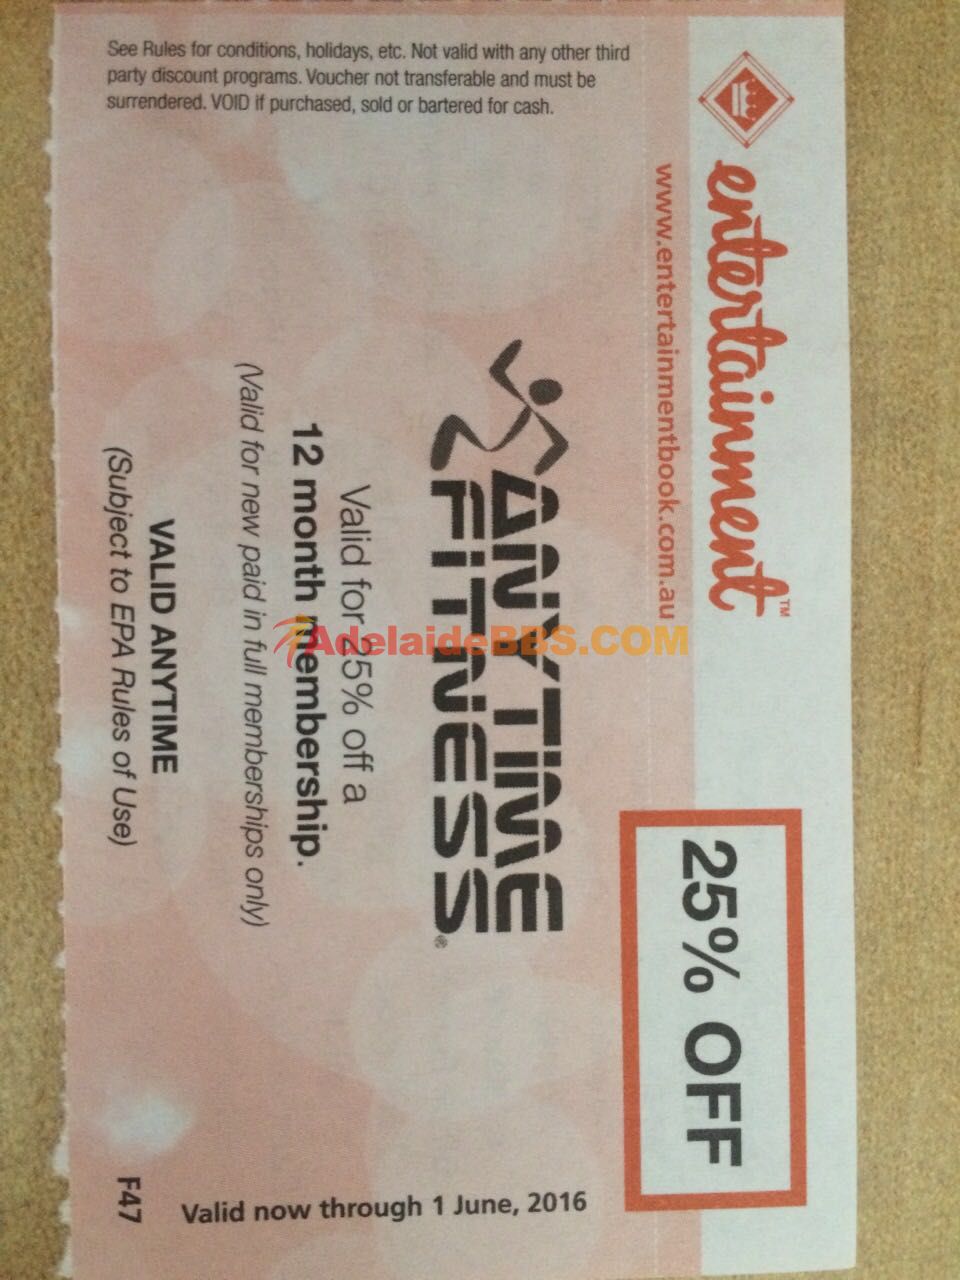 entertainment™
www.entertainmentbook.com.au
25% OFF
ANYTIME
FITNESS®
Valid for 25% off a
12 month membership.
(Valid for new paid in full memberships only)
VALID ANYTIME
(Subject to EPA Rules of Use)
See Rules for conditions, holidays, etc. Not valid with any other third
party discount programs. Voucher not transferable and must be
surrendered. VOID if purchased, sold or bartered for cash.
Valid now through 1 June, 2016
F47
AdelaideBBS.COM